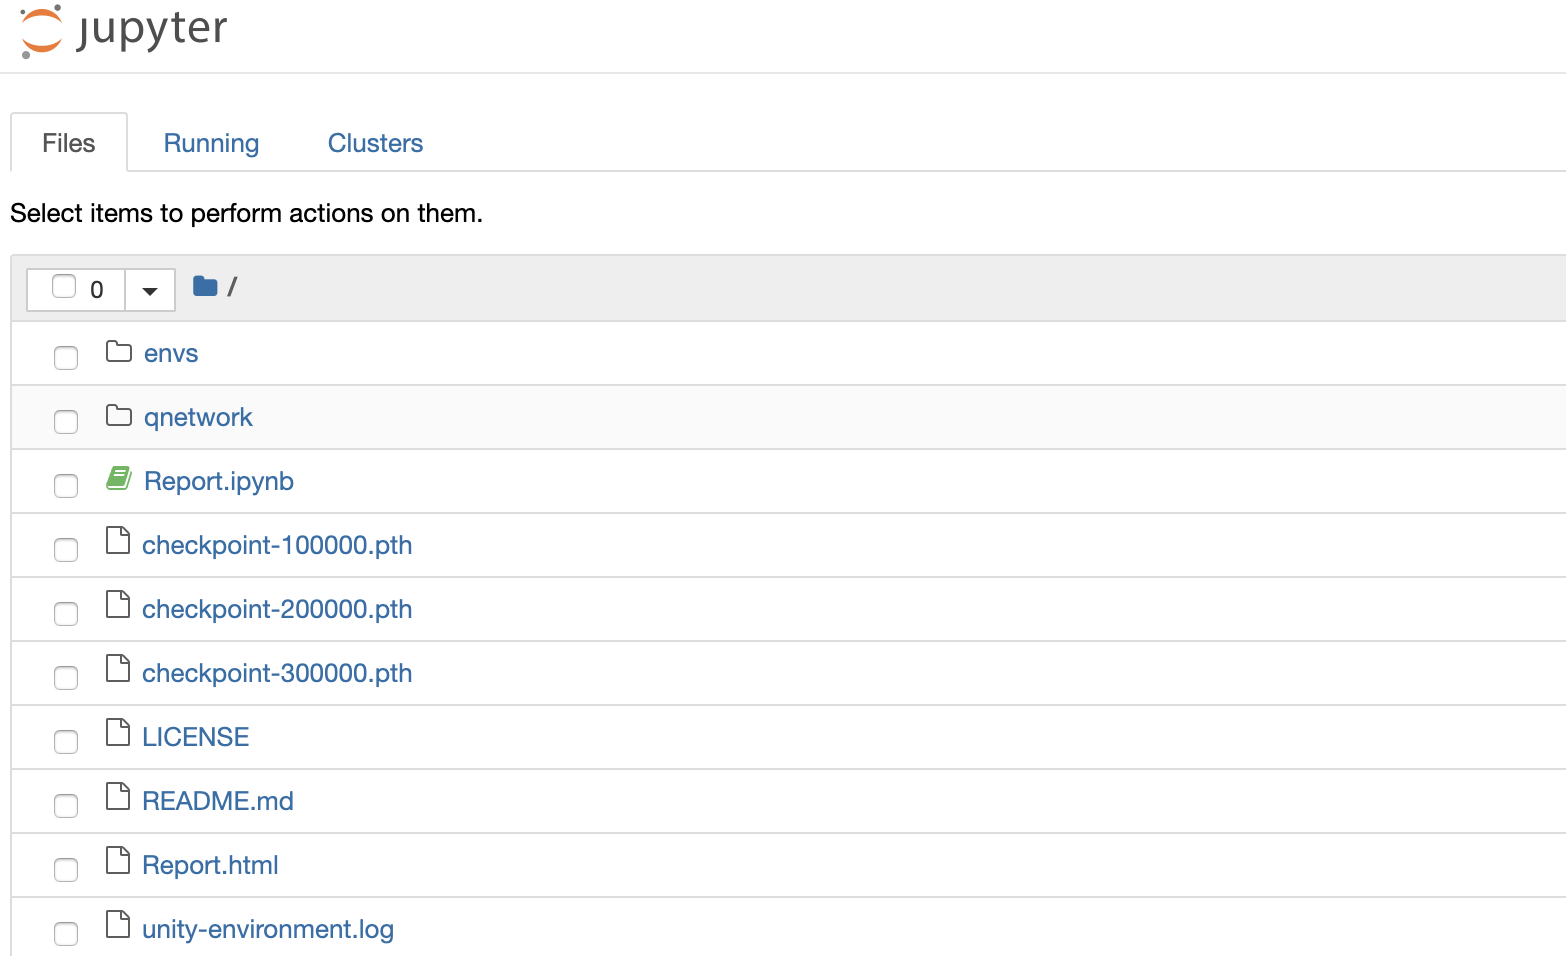 jupyter
Files Running Clusters
Select items to perform actions on them.
0 /
envs
qnetwork
Report.ipynb
checkpoint-100000.pth
checkpoint-200000.pth
checkpoint-300000.pth
LICENSE
README.md
Report.html
unity-environment.log